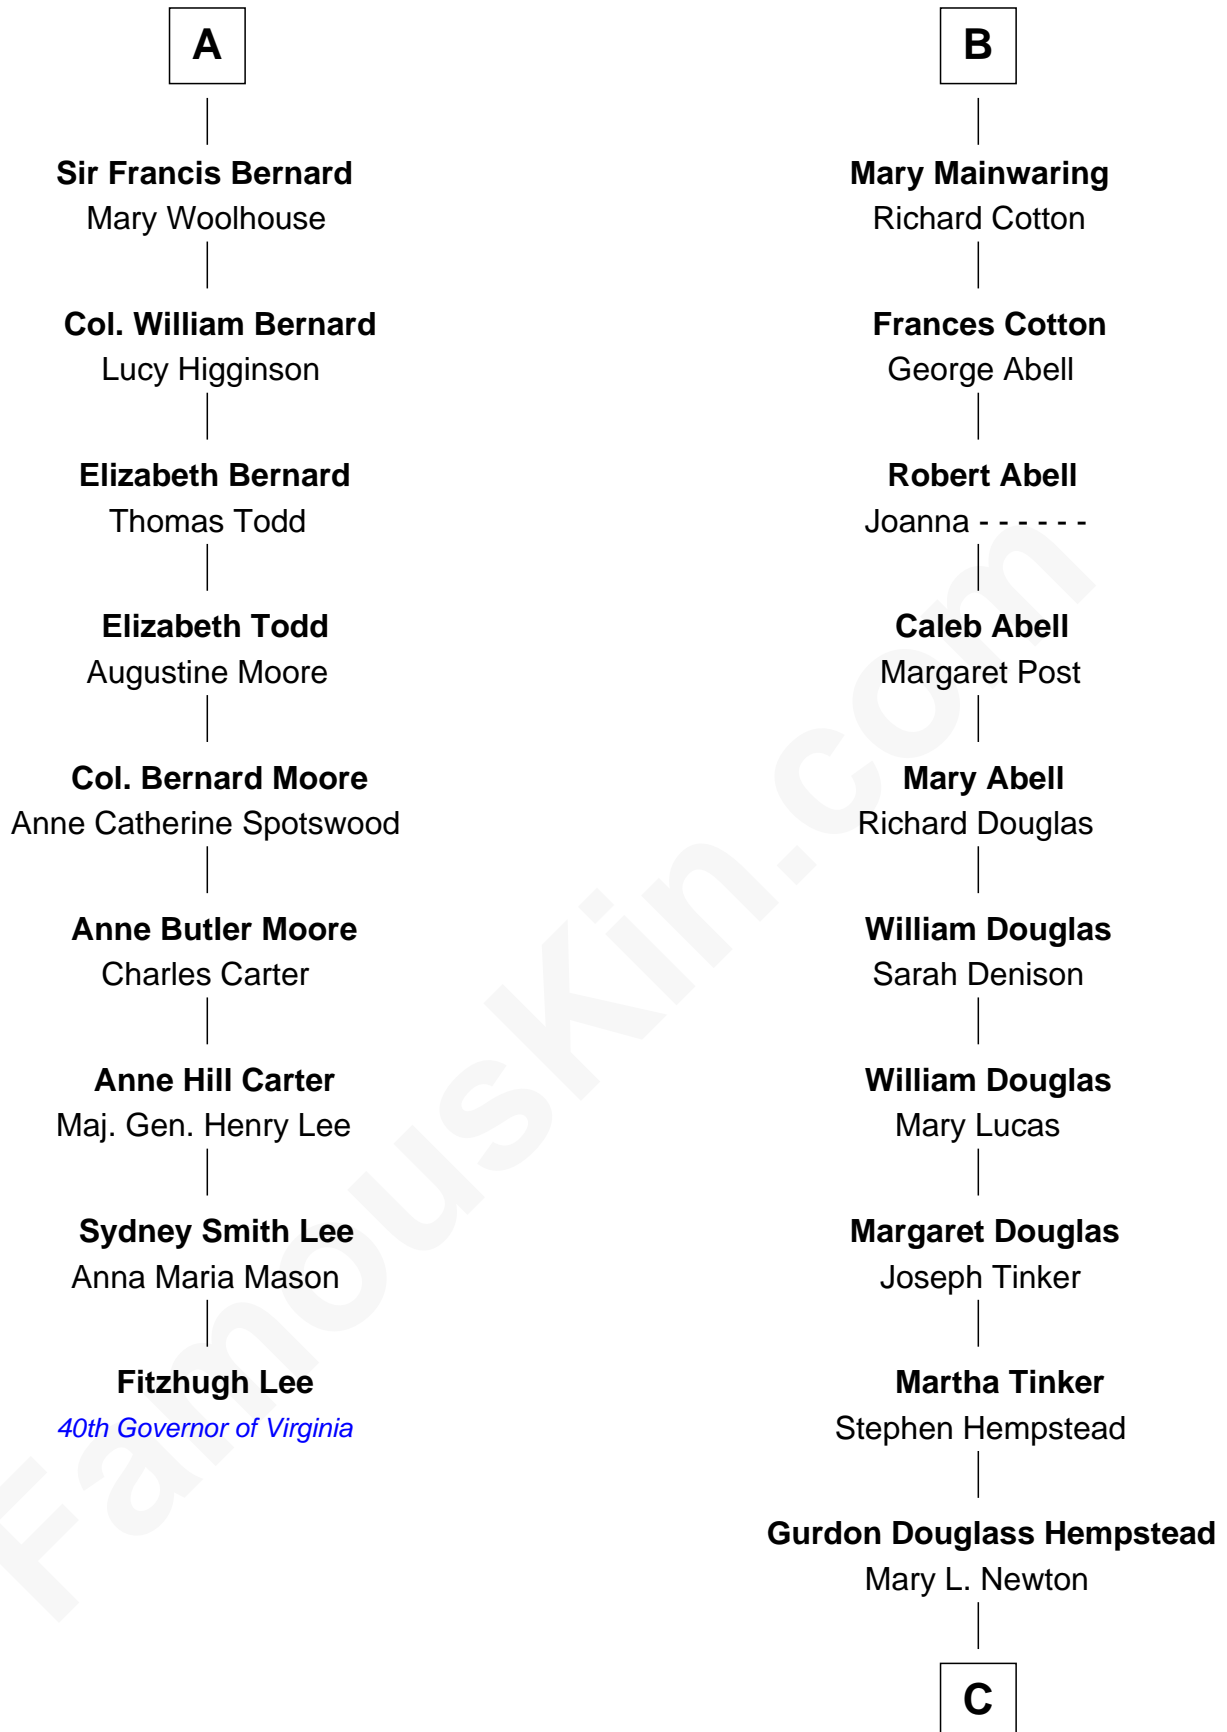 A
Sir Francis Bernard
Mary Woolhouse
Col. William Bernard
Lucy Higginson
Elizabeth Bernard
Thomas Todd
Elizabeth Todd
Augustine Moore
Col. Bernard Moore
Anne Catherine Spotswood
Anne Butler Moore
Charles Carter
Anne Hill Carter
Maj. Gen. Henry Lee
Sydney Smith Lee
Anna Maria Mason
Fitzhugh Lee
40th Governor of Virginia
B
Mary Mainwaring
Richard Cotton
Frances Cotton
George Abell
Robert Abell
Joanna - - - - - -
Caleb Abell
Margaret Post
Mary Abell
Richard Douglas
William Douglas
Sarah Denison
William Douglas
Mary Lucas
Margaret Douglas
Joseph Tinker
Martha Tinker
Stephen Hempstead
Gurdon Douglass Hempstead
Mary L. Newton
C
FamousKin.com